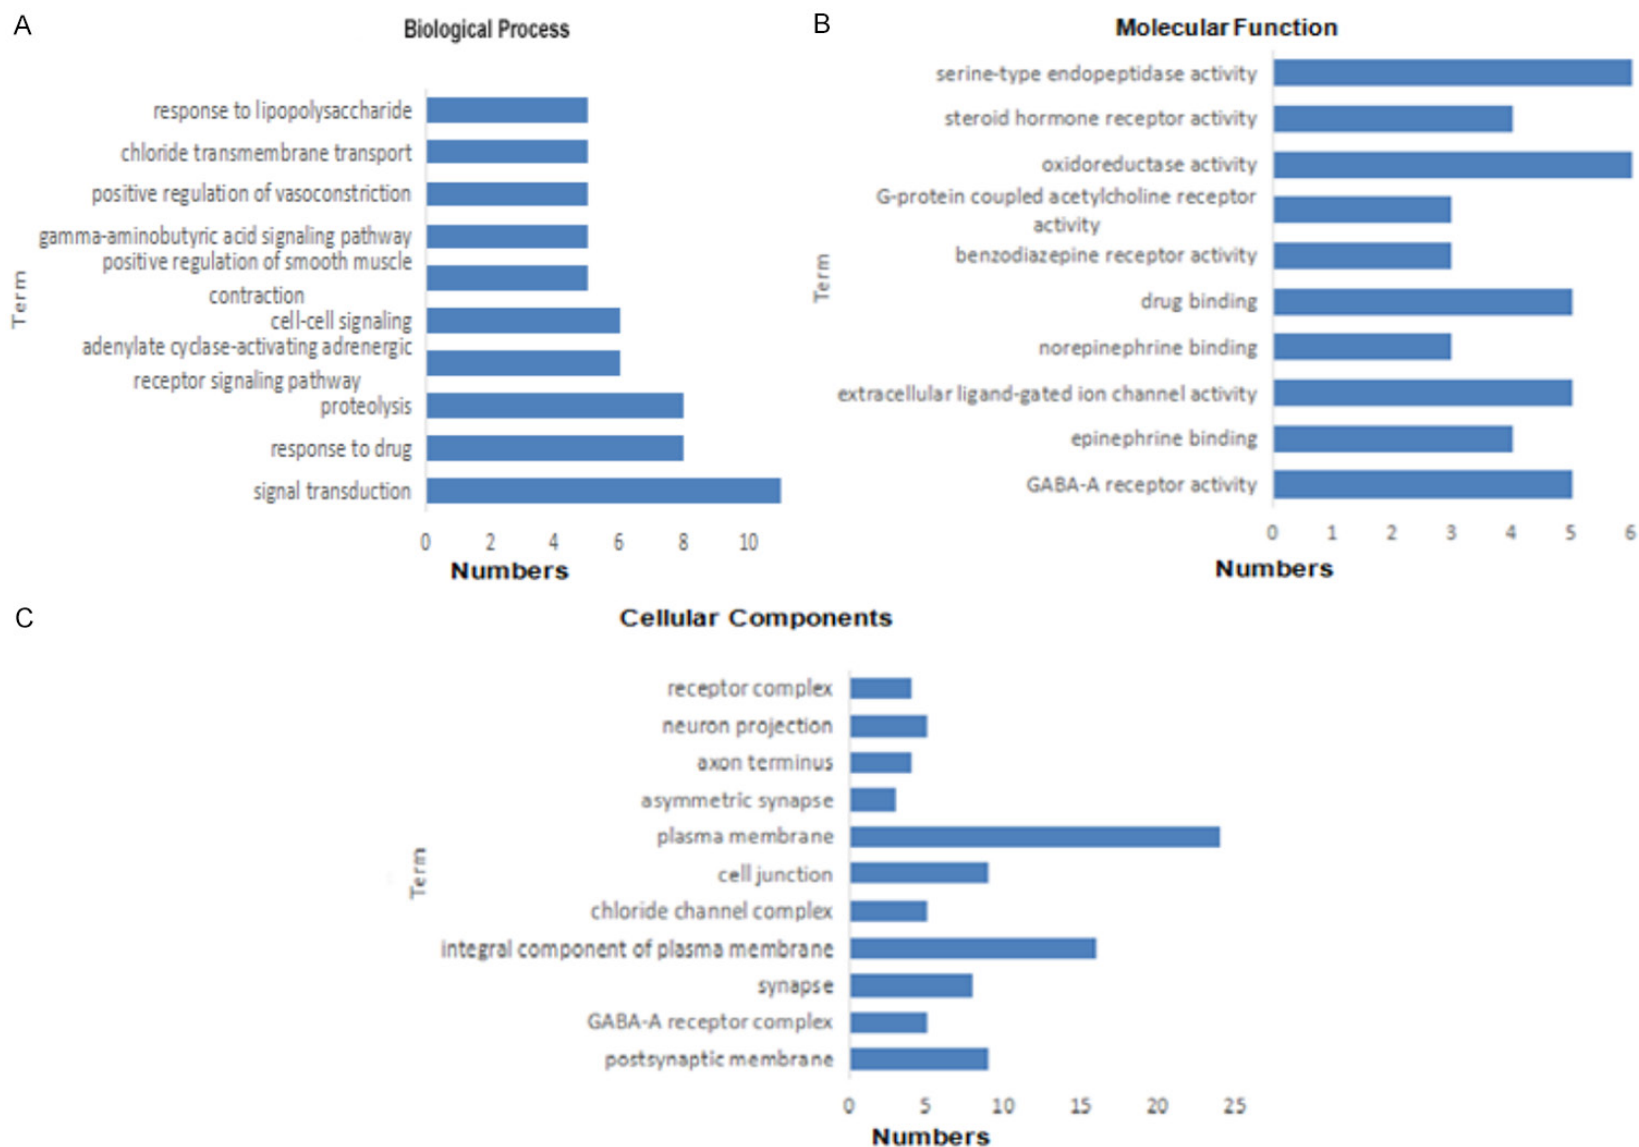 A
Biological Process
response to lipopolysaccharide
chloride transmembrane transport
positive regulation of vasoconstriction
gamma-aminobutyric acid signaling pathway
positive regulation of smooth muscle
contraction
cell-cell signaling
adenylate cyclase-activating adrenergic
receptor signaling pathway
proteolysis
response to drug
signal transduction
Term
0 2 4 6 8 10
Numbers
B
Molecular Function
serine-type endopeptidase activity
steroid hormone receptor activity
oxidoreductase activity
G-protein coupled acetylcholine receptor
activity
benzodiazepine receptor activity
drug binding
norepinephrine binding
extracellular ligand-gated ion channel activity
epinephrine binding
GABA-A receptor activity
Term
0 1 2 3 4 5 6
Numbers
C
Cellular Components
receptor complex
neuron projection
axon terminus
asymmetric synapse
plasma membrane
cell junction
chloride channel complex
integral component of plasma membrane
synapse
GABA-A receptor complex
postsynaptic membrane
Term
0 5 10 15 20 25
Numbers